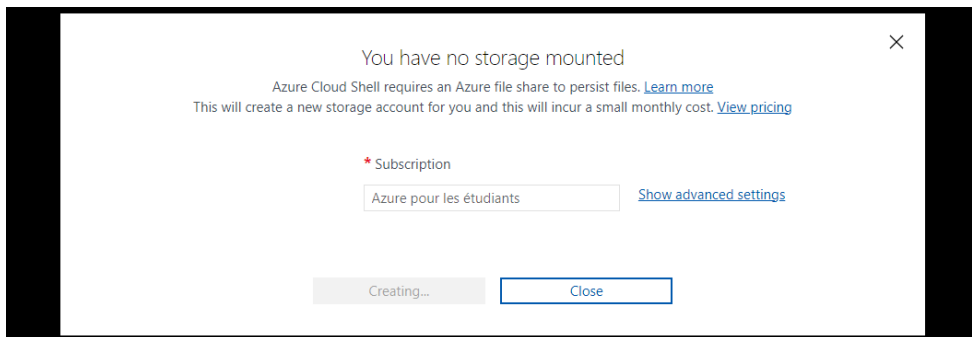 You have no storage mounted
Azure Cloud Shell requires an Azure file share to persist files. Learn more
This will create a new storage account for you and this will incur a small monthly cost. View pricing
* Subscription
Azure pour les étudiants
Show advanced settings
Creating...
Close